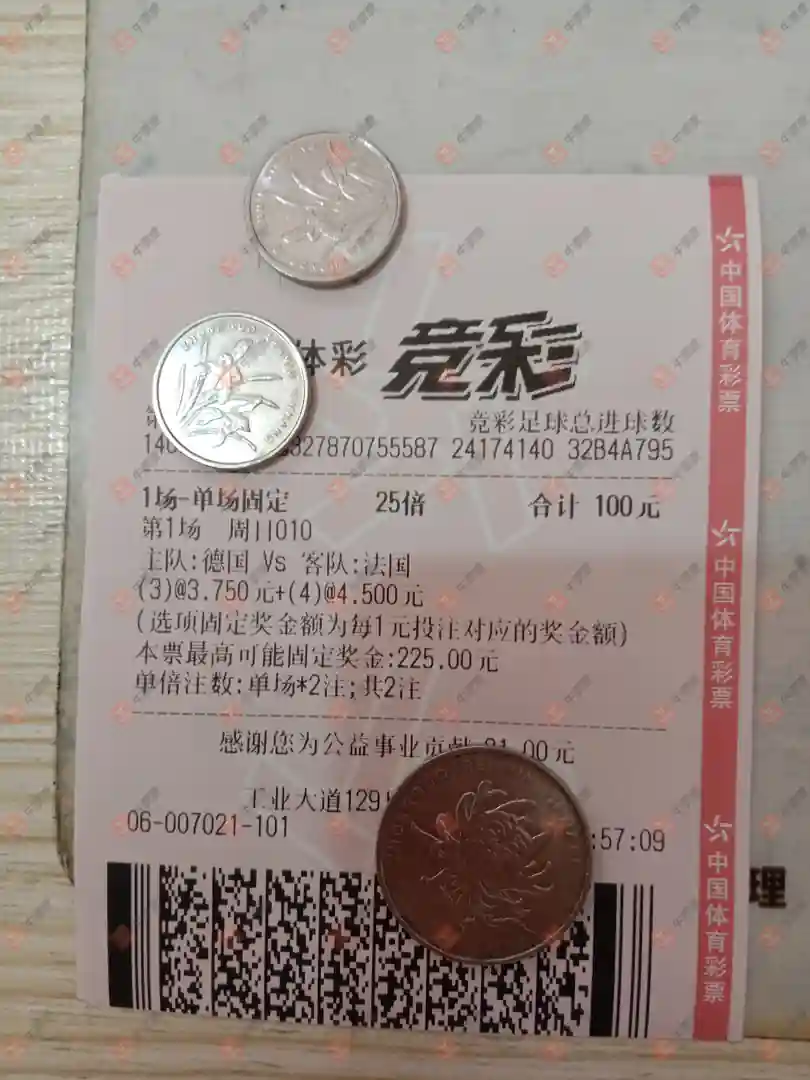 体彩 竞彩
竞彩足球总进球数
827870755587 24174140 32B4A795
1场-单场固定 25倍 合计 100元
第1场 周||010
主队:德国 Vs 客队:法国
(3)@3.750元+(4)@4.500元
(选项固定奖金额为每1元投注对应的奖金额)
本票最高可能固定奖金:225.00元
单倍注数:单场*2注;共2注
感谢您为公益事业贡献 21.00元
工业大道129
06-007021-101 :57:09
中国体育彩票
中国体育彩票
中国体育彩票
理